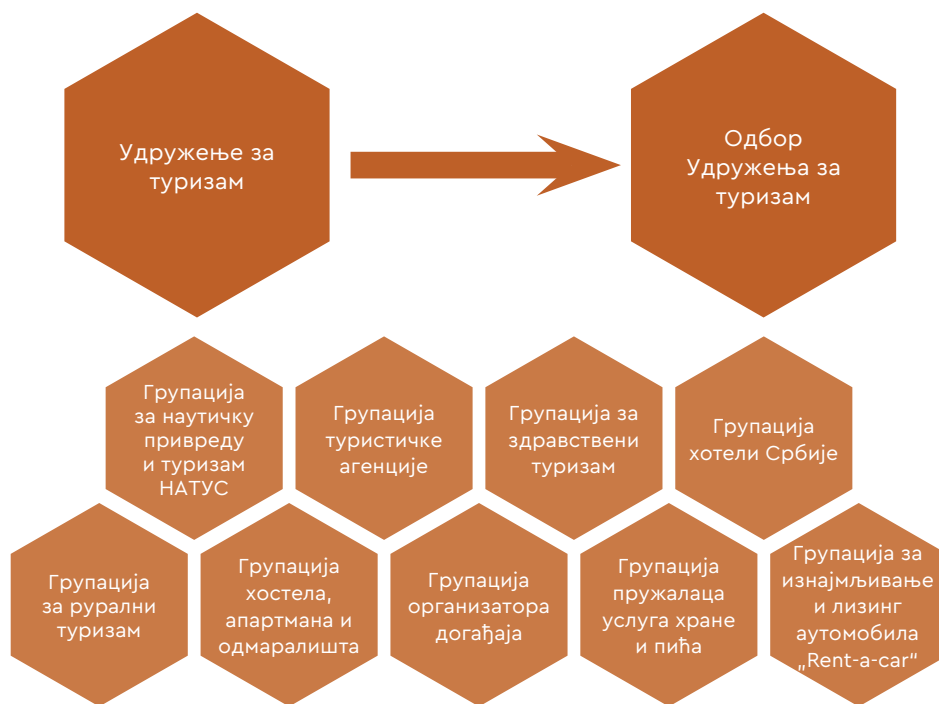 Удружење за
туризам
Одбор
Удружења за
туризам
Групација
за наутичку
привреду
и туризам
НАТУС
Групација
туристичке
агенције
Групација за
здравствени
туризам
Групација
хотели Србије
Групација
за рурални
туризам
Групација
хостела,
апартмана и
одмаралишта
Групација
организатора
догађаја
Групација
пружалаца
услуга хране
и пића
Групација за
изнајмљивање
и лизинг
аутомобила
„Rent-a-car“